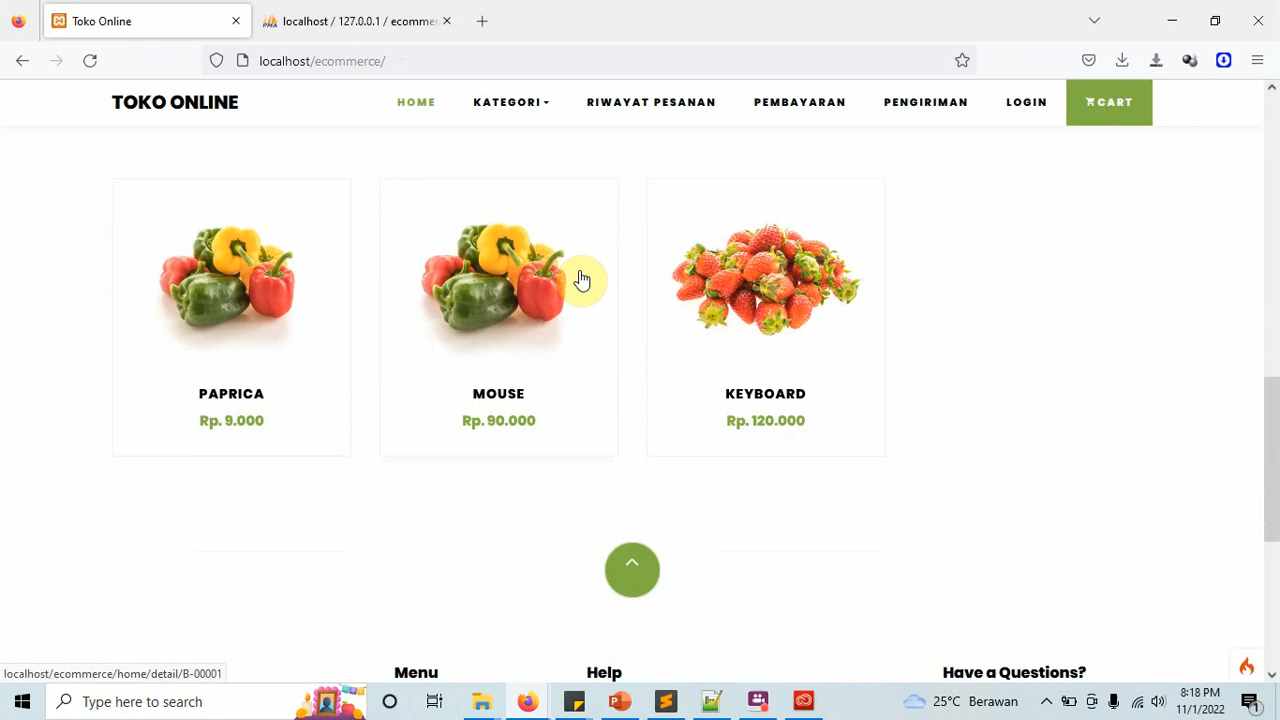 Toko Online
localhost / 127.0.0.1 / ecomme
localhost/ecommerce/
TOKO ONLINE
HOME
KATEGORI
RIWAYAT PESANAN
PEMBAYARAN
PENGIRIMAN
LOGIN
CART
PAPRICA
Rp. 9.000
MOUSE
Rp. 90.000
KEYBOARD
Rp. 120.000
Menu
Help
Have a Questions?
localhost/ecommerce/home/detail/B-00001
Type here to search
25°C Berawan
8:18 PM
11/1/2022